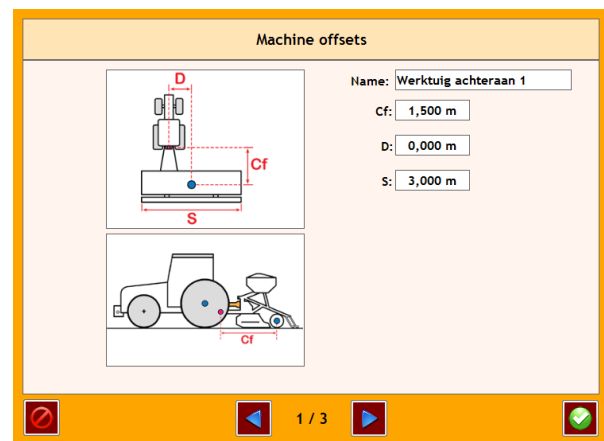 Machine offsets
D
Cf
S
Cf
Name: Werktuig achteraan 1
Cf: 1,500 m
D: 0,000 m
S: 3,000 m
1 / 3